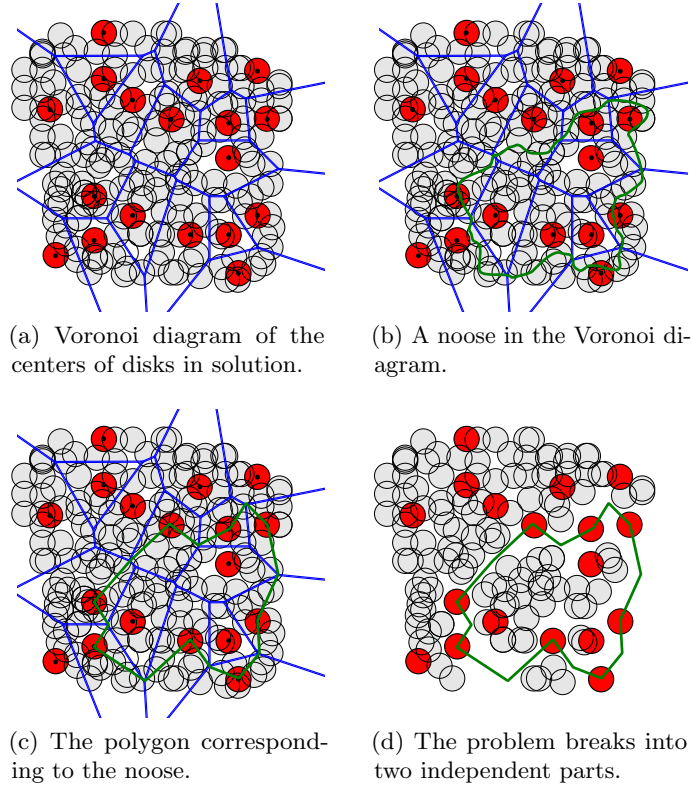 (a) Voronoi diagram of the
centers of disks in solution.
(b) A noose in the Voronoi di-
agram.
(c) The polygon correspond-
ing to the noose.
(d) The problem breaks into
two independent parts.